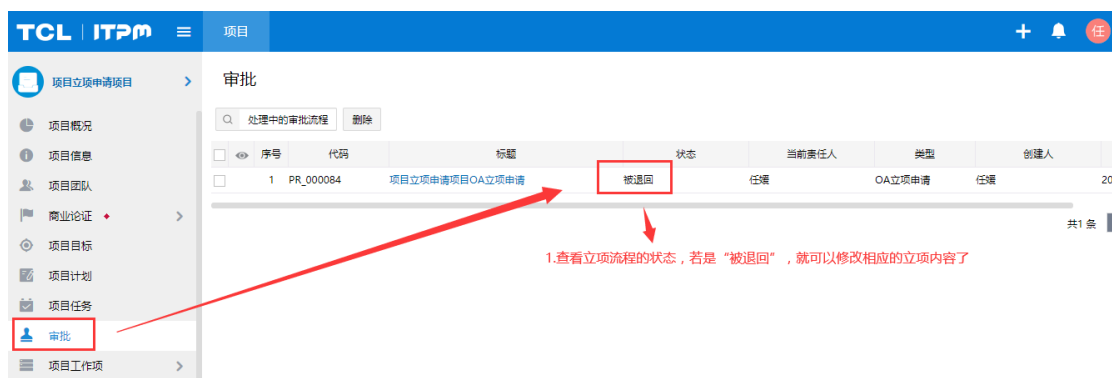 TCL ITPM 项目 任
项目立项申请项目
审批
处理中的审批流程 删除
项目概况
项目信息
项目团队
商业论证
项目目标
项目计划
项目任务
审批
项目工作项
序号 代码 标题 状态 当前责任人 类型 创建人
1 PR_000084 项目立项申请项目OA立项申请 被退回 任媛 OA立项申请 任媛 20
共1条
1.查看立项流程的状态，若是“被退回”，就可以修改相应的立项内容了